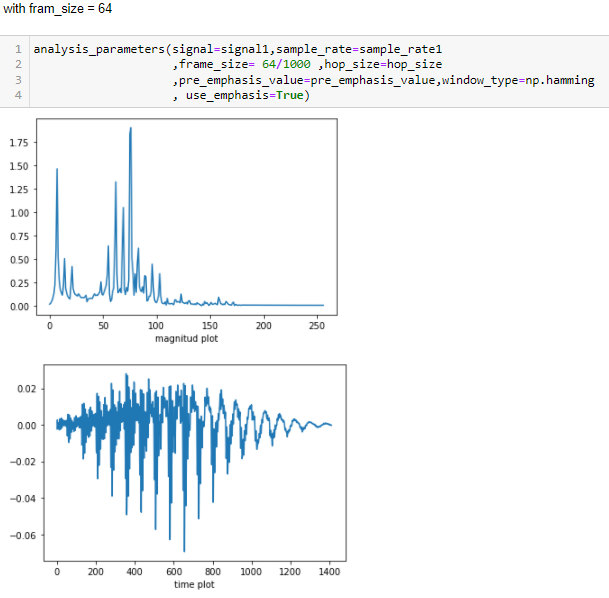 with fram_size = 64
1 analysis_parameters(signal=signal1,sample_rate=sample_rate1
2 ,frame_size= 64/1000 ,hop_size=hop_size
3 ,pre_emphasis_value=pre_emphasis_value,window_type=np.hamming
4 , use_emphasis=True)
1.75
1.50
1.25
1.00
0.75
0.50
0.25
0.00
0 50 100 150 200 250
magnitud plot
0.02
0.00
−0.02
−0.04
−0.06
0 200 400 600 800 1000 1200 1400
time plot